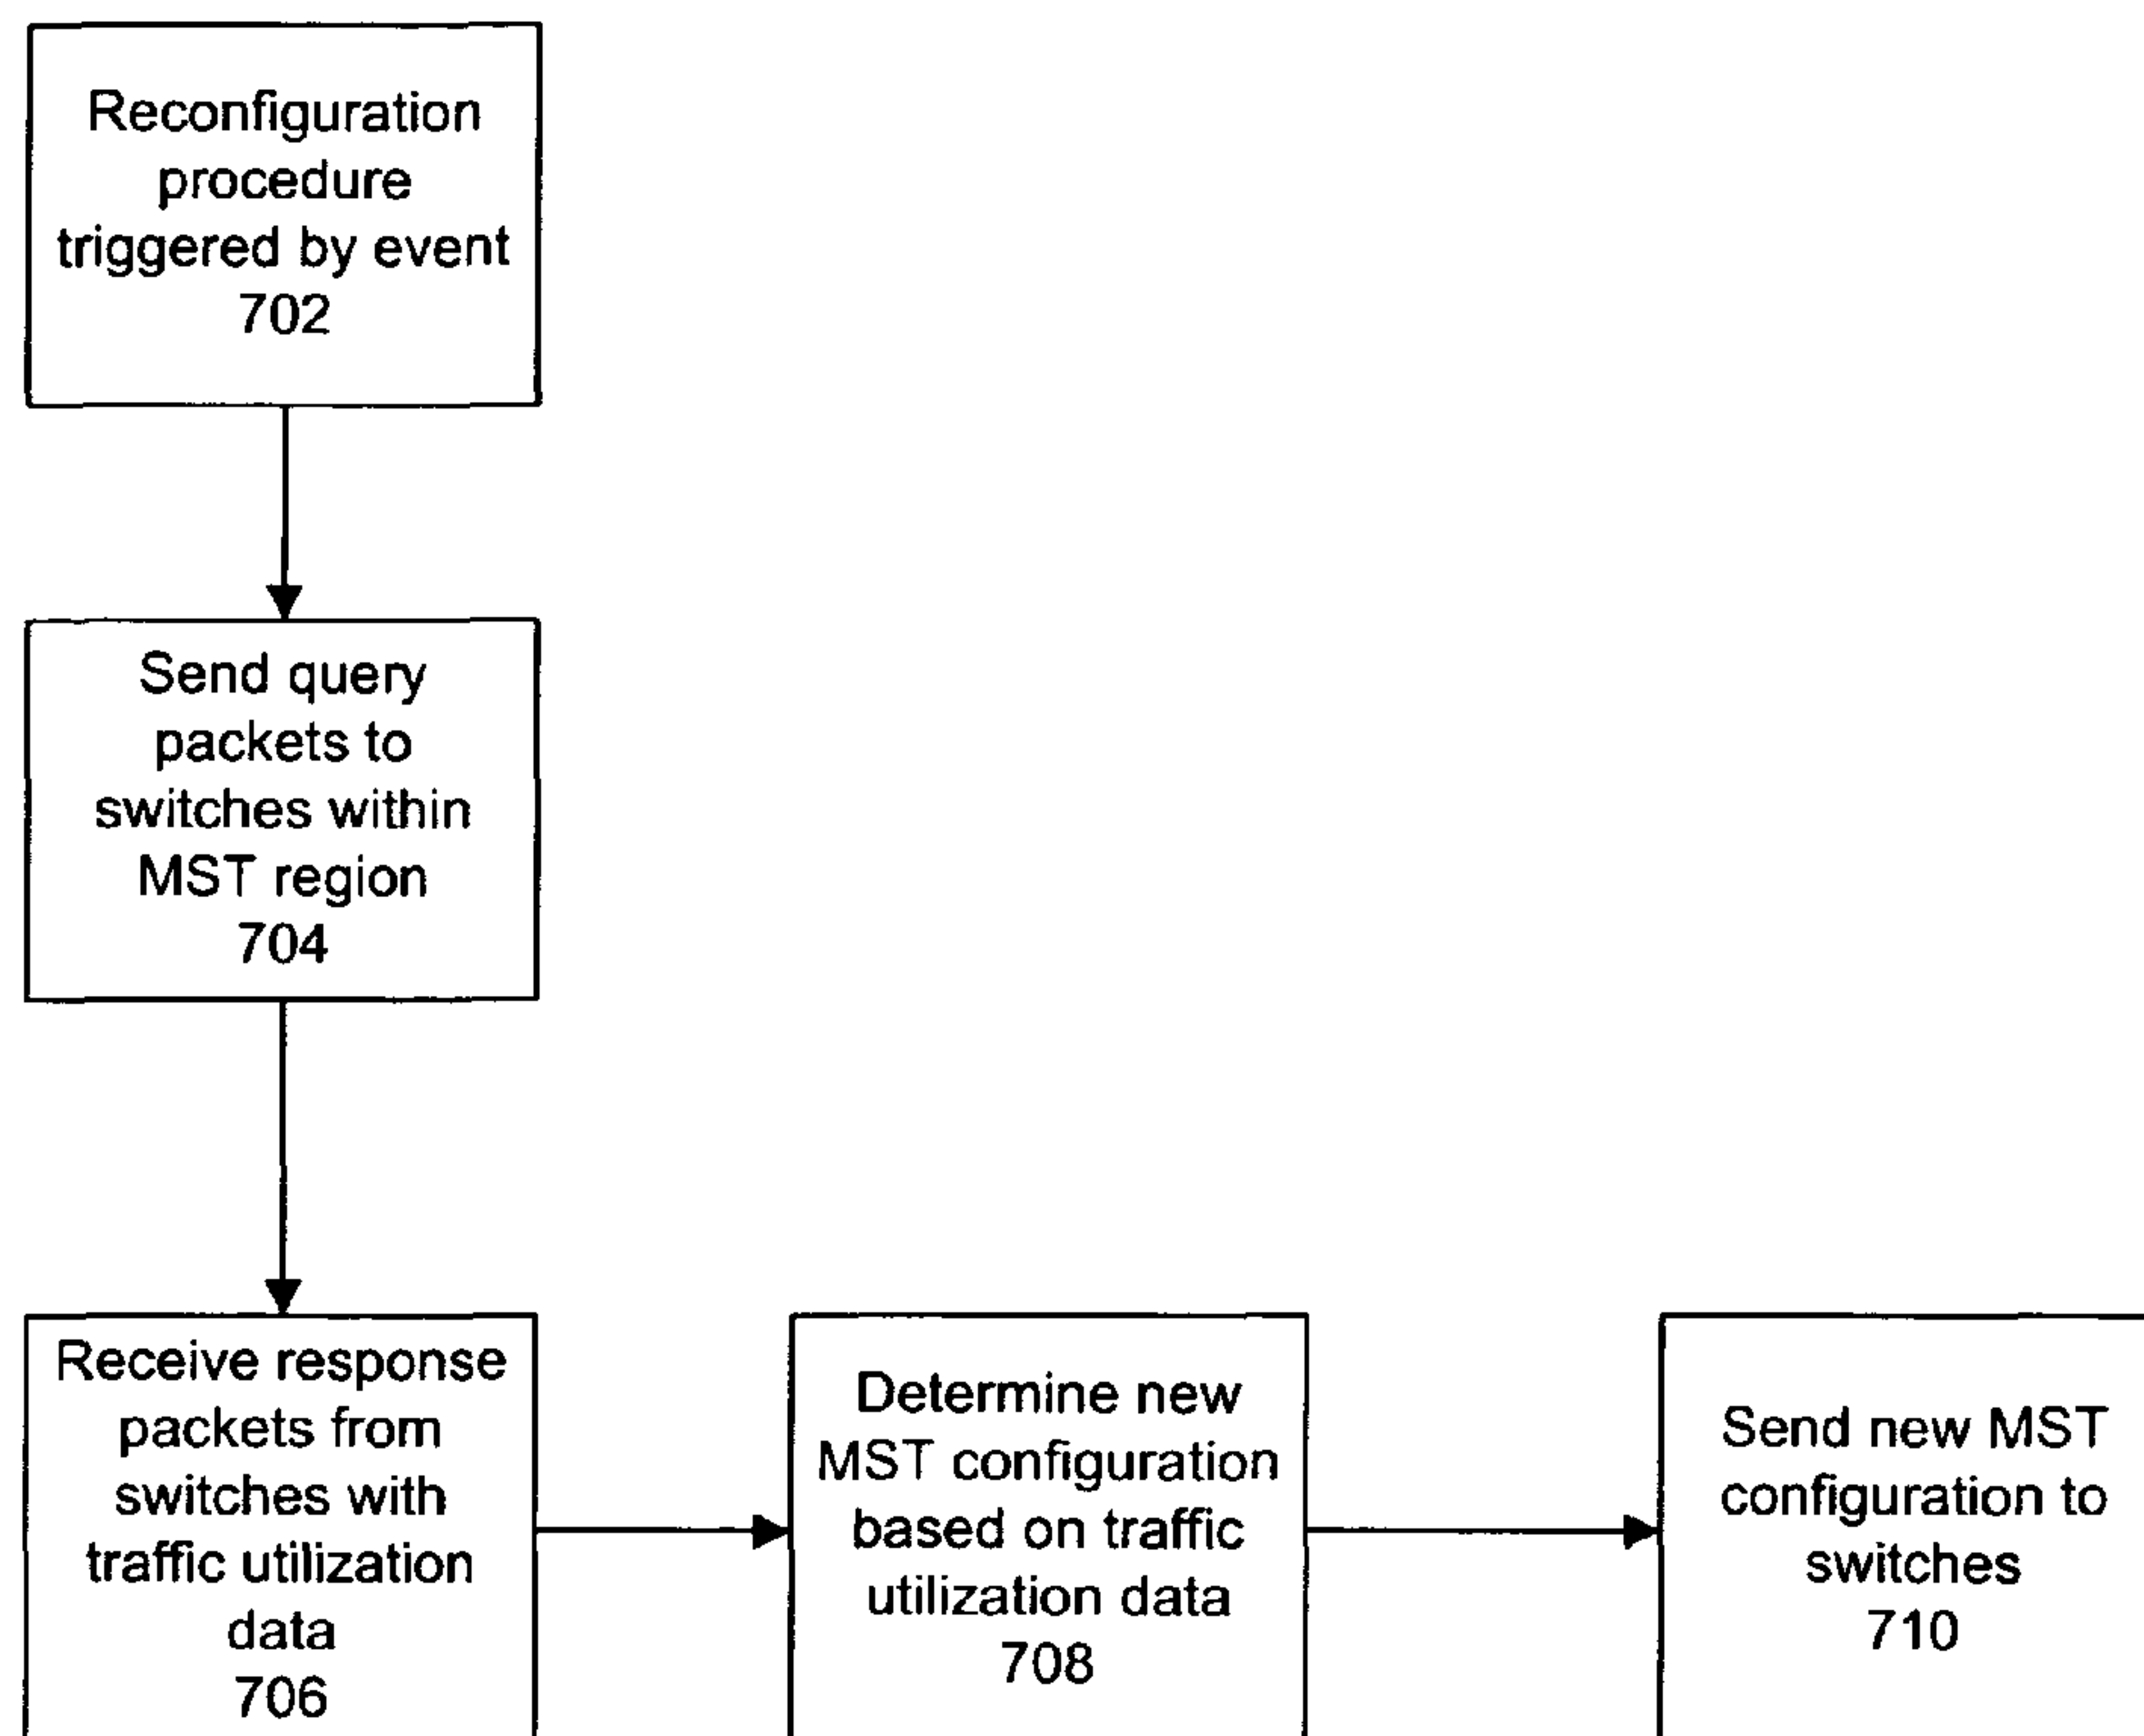 Reconfiguration
procedure
triggered by event
702
Send query
packets to
switches within
MST region
704
Receive response
packets from
switches with
traffic utilization
data
706
Determine new
MST configuration
based on traffic
utilization data
708
Send new MST
configuration to
switches
710